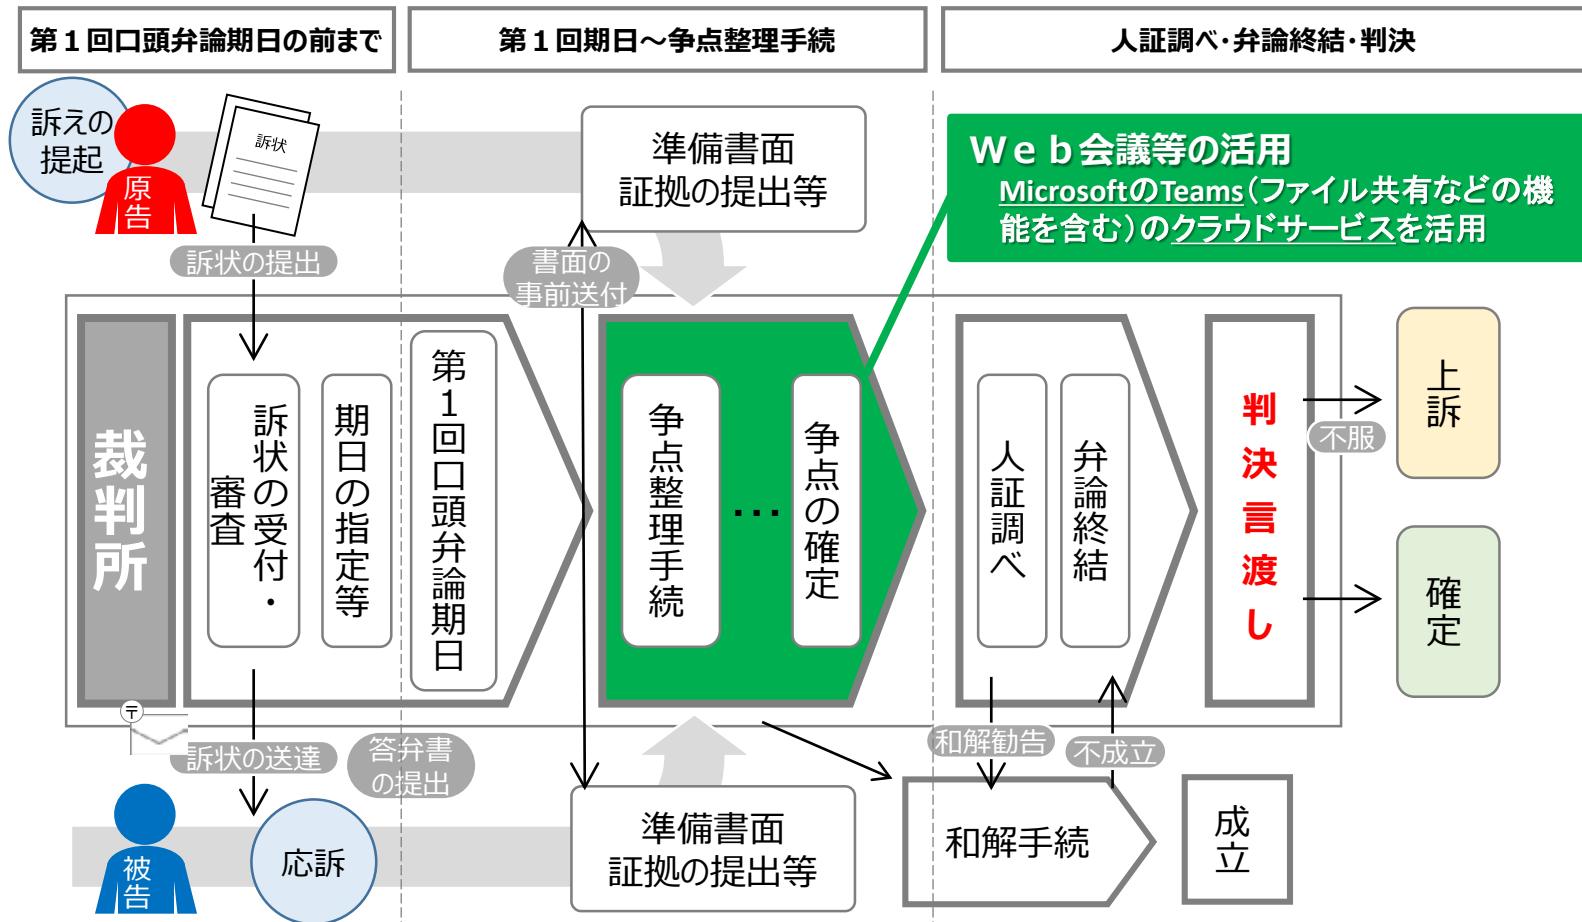 第１回口頭弁論期日の前まで
第１回期日～争点整理手続
人証調べ・弁論終結・判決
訴えの
提起
原告
訴状
準備書面
証拠の提出等
Ｗｅｂ会議等の活用
MicrosoftのTeams（ファイル共有などの機
能を含む）のクラウドサービスを活用
訴状の提出
書面の
事前送付
裁判所
訴状の受付・
審査
期日の指定等
第１回口頭弁論期日
争点整理手続
…
争点の確定
人証調べ
弁論終結
判決言渡し
不服
上訴
確定
〒
訴状の送達
答弁書
の提出
和解勧告
不成立
被告
応訴
準備書面
証拠の提出等
和解手続
成立